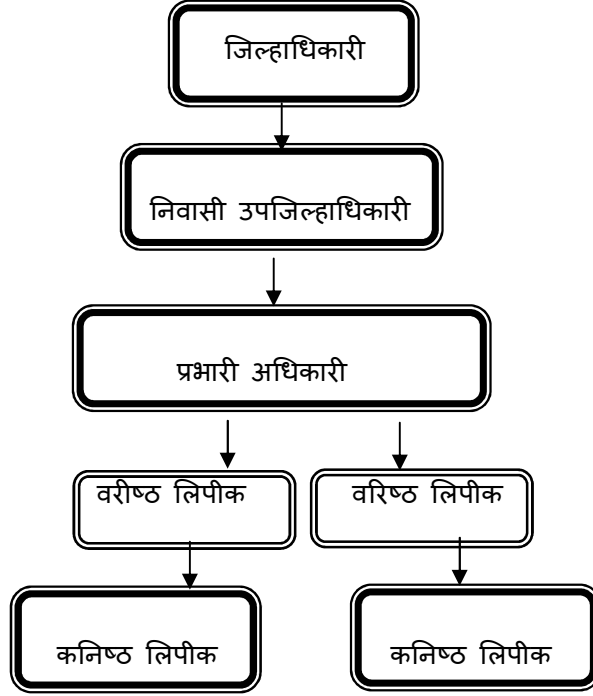 जिल्हाधिकारी
निवासी उपजिल्हाधिकारी
प्रभारी अधिकारी
वरीष्ठ लिपीक
वरिष्ठ लिपीक
कनिष्ठ लिपीक
कनिष्ठ लिपीक